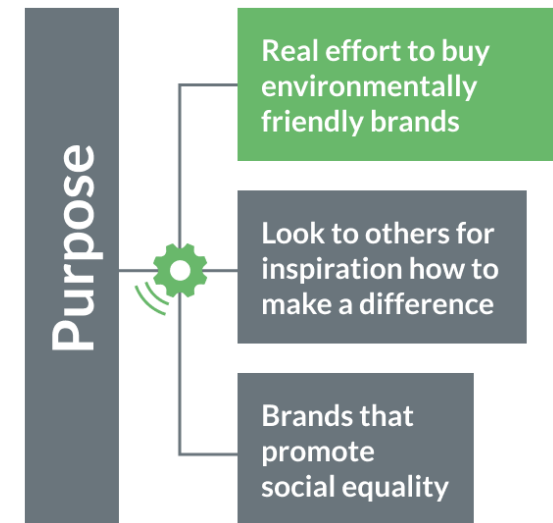 Purpose
Real effort to buy
environmentally
friendly brands
Look to others for
inspiration how to
make a difference
Brands that
promote
social equality